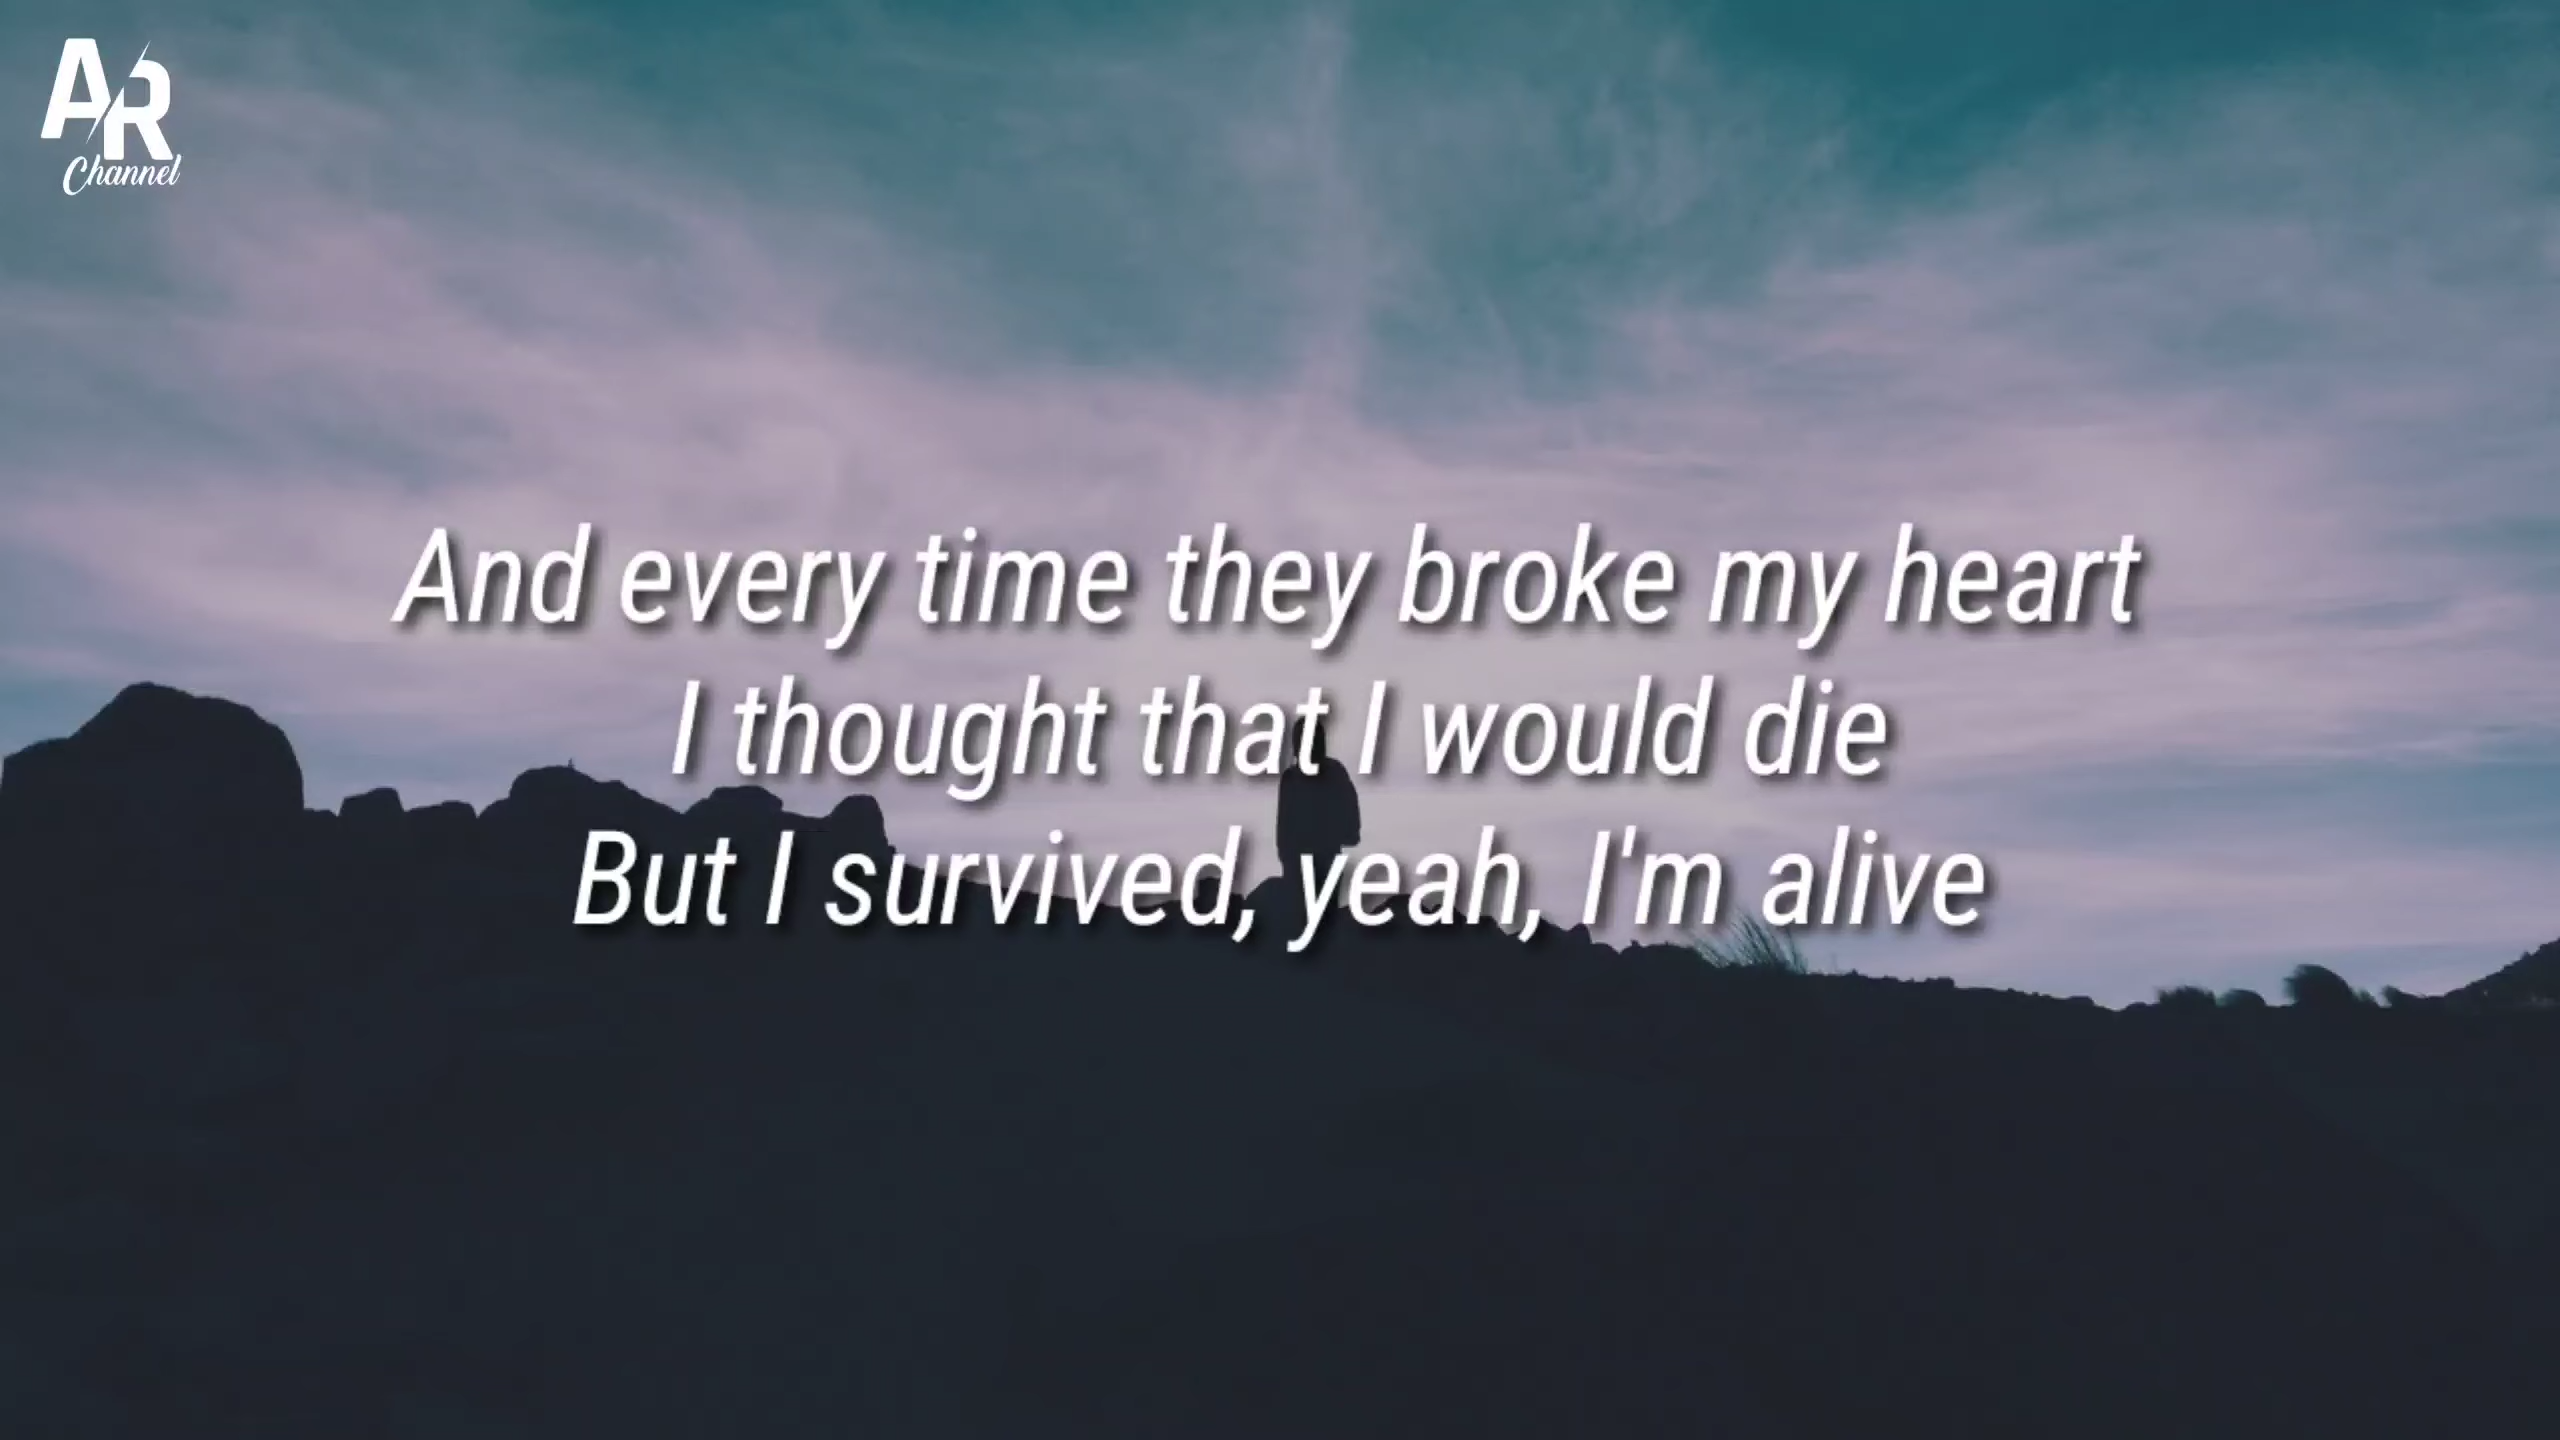 AR
Channel
And every time they broke my heart
I thought that I would die
But I survived, yeah, I'm alive